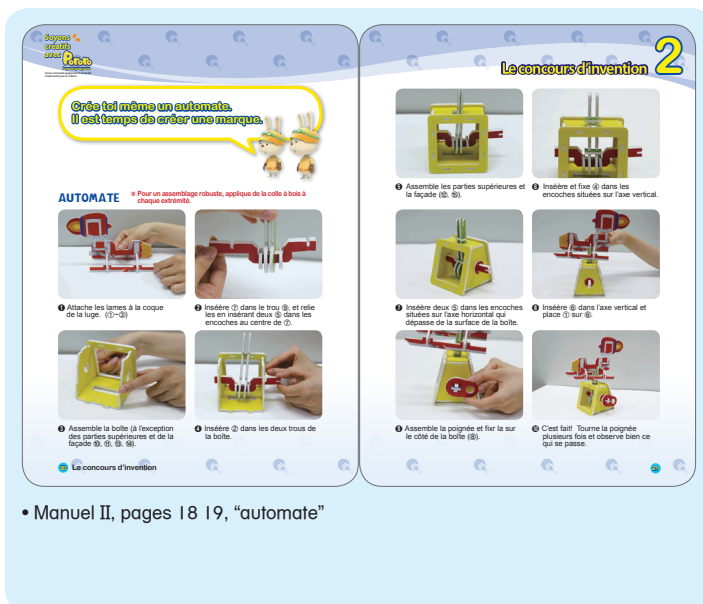 Soyons
créatifs
avec
Pororo
Crée toi même un automate.
Il est temps de créer une marque.
AUTOMATE
※ Pour un assemblage robuste, applique de la colle à bois à
chaque extrémité.
❶ Attache les lames à la coque
de la luge. (①~③)
❷ Inséère ⑦ dans le trou ⑨, et relie
les en insérant deux ⑤ dans les
encoches au centre de ⑦.
❸ Assemble la boîte (à l'exception
des parties supérieures et de la
façade ⑩, ⑪, ⑬, ⑭).
❹ Inséère ② dans les deux trous de
la boîte.
Le concours d'invention
Le concours d'invention 2
❺ Assemble les parties supérieures et
la façade (⑫, ⑮).
❻ Inséère et fixe ④ dans les
encoches situées sur l'axe vertical.
❼ Inséère deux ⑤ dans les encoches
situées sur l'axe horizontal qui
dépasse de la surface de la boîte.
❽ Inséère ⑥ dans l'axe vertical et
place ① sur ⑥.
❾ Assemble la poignée et fixr la sur
le côté de la boîte (⑧).
❿ C'est fait! Tourne la poignée
plusieurs fois et observe bien ce
qui se passe.
• Manuel II, pages 18 19, “automate”